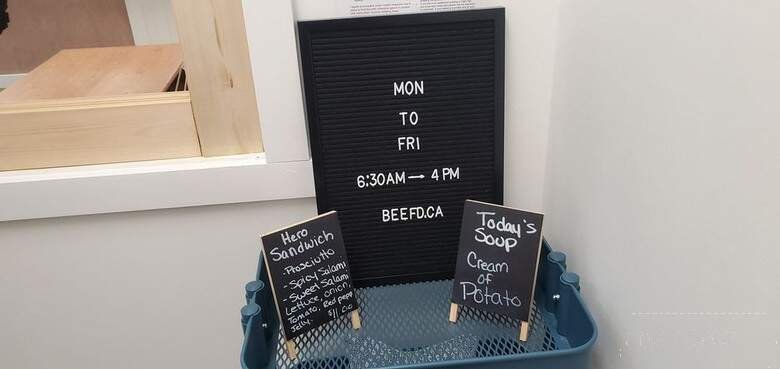 MON
TO
FRI
6:30AM → 4 PM
BEEFD.CA
Hero
Sandwich
- Prosciutto
- Spicy Salami
- Sweet Salami
Lettuce, onion,
Tomato, Red pepper
Jelly.
Today's
Soup
Cream
of
Potato